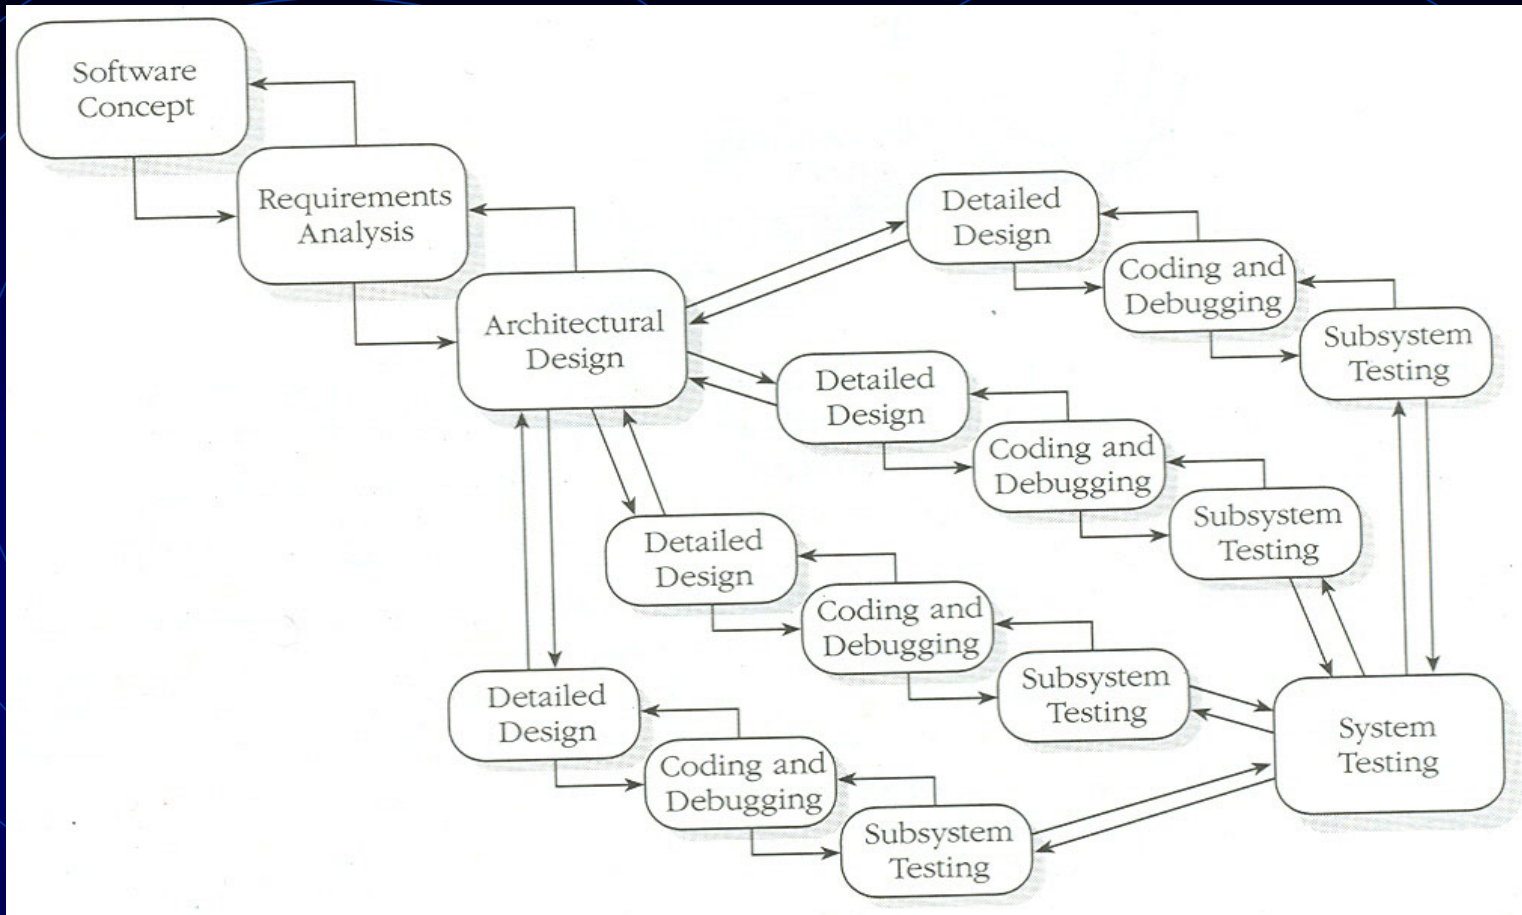 Software
Concept
Requirements
Analysis
Architectural
Design
Detailed
Design
Coding and
Debugging
Subsystem
Testing
Detailed
Design
Coding and
Debugging
Subsystem
Testing
Detailed
Design
Coding and
Debugging
Subsystem
Testing
Detailed
Design
Coding and
Debugging
Subsystem
Testing
System
Testing